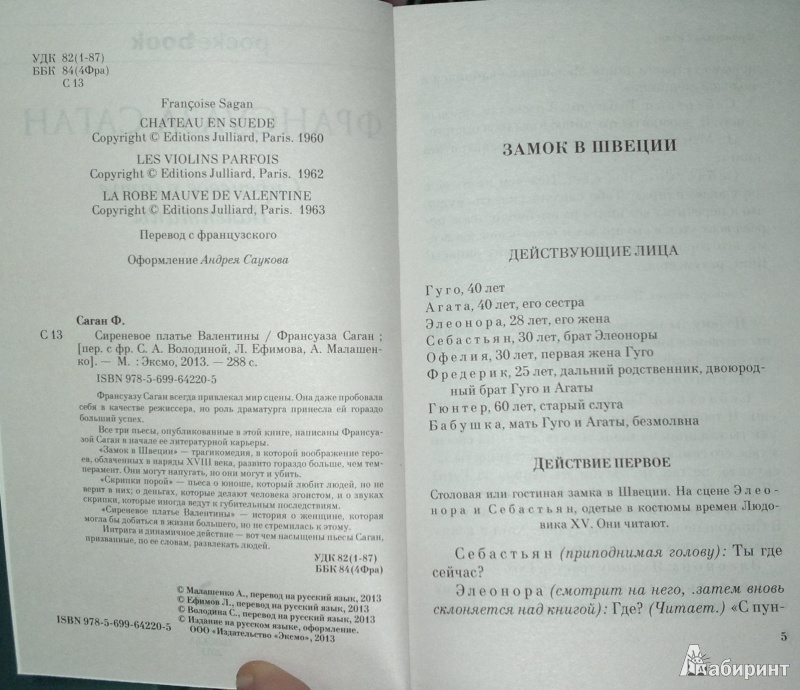 УДК 82(1-87)
ББК 84(4Фра)
С 13
Françoise Sagan
CHATEAU EN SUEDE
Copyright © Editions Julliard, Paris. 1960
LES VIOLINS PARFOIS
Copyright © Editions Julliard, Paris. 1962
LA ROBE MAUVE DE VALENTINE
Copyright © Editions Julliard, Paris. 1963
Перевод с французского
Оформление Андрея Саукова
Саган Ф.
С 13 Сиреневое платье Валентины / Франсуаза Саган ;
[пер. с фр. С. А. Володиной, Л. Ефимова, А. Малашен-
ко]. — М. : Эксмо, 2013. — 288 с.
ISBN 978-5-699-64220-5
Франсуазу Саган всегда привлекал мир сцены. Она даже пробовала
себя в качестве режиссера, но роль драматурга принесла ей гораздо
больший успех.
Все три пьесы, опубликованные в этой книге, написаны Франсуа-
зой Саган в начале ее литературной карьеры.
«Замок в Швеции» — трагикомедия, в которой воображение геро-
ев, облаченных в наряды XVIII века, развито гораздо больше, чем тем-
перамент. Они могут напугать, но они могут и убить.
«Скрипки порой» — пьеса о юноше, который любит людей, но не
верит в них; о деньгах, которые делают человека эгоистом, и о звуках
скрипки, которые иногда ведут к губительным последствиям.
«Сиреневое платье Валентины» — история о женщине, которая
могла бы добиться в жизни большего, но не стремилась к этому.
Интрига и динамичное действие — вот чем насыщены пьесы Саган,
призванные, по ее словам, развлекать людей.
УДК 82(1-87)
ББК 84(4Фра)
© Малашенко А., перевод на русский язык, 2013
© Ефимов Л., перевод на русский язык, 2013
© Володина С., перевод на русский язык, 2013
© Издание на русском языке, оформление.
ООО «Издательство «Эксмо», 2013
ISBN 978-5-699-64220-5
ЗАМОК В ШВЕЦИИ
ДЕЙСТВУЮЩИЕ ЛИЦА
Гуго, 40 лет
Агата, 40 лет, его сестра
Элеонора, 28 лет, его жена
Себастьян, 30 лет, брат Элеоноры
Офелия, 30 лет, первая жена Гуго
Фредерик, 25 лет, дальний родственник, двоюрод-
ный брат Гуго и Агаты
Гюнтер, 60 лет, старый слуга
Бабушка, мать Гуго и Агаты, безмолвна
ДЕЙСТВИЕ ПЕРВОЕ
Столовая или гостиная замка в Швеции. На сцене Элео-
нора и Себастьян, одетые в костюмы времен Людо-
вика XV. Они читают.
Себастьян (приподнимая голову): Ты где
сейчас?
Элеонора (смотрит на него, .затем вновь
склоняется над книгой): Где? (Читает.) «С пун-
5
Лабиринт